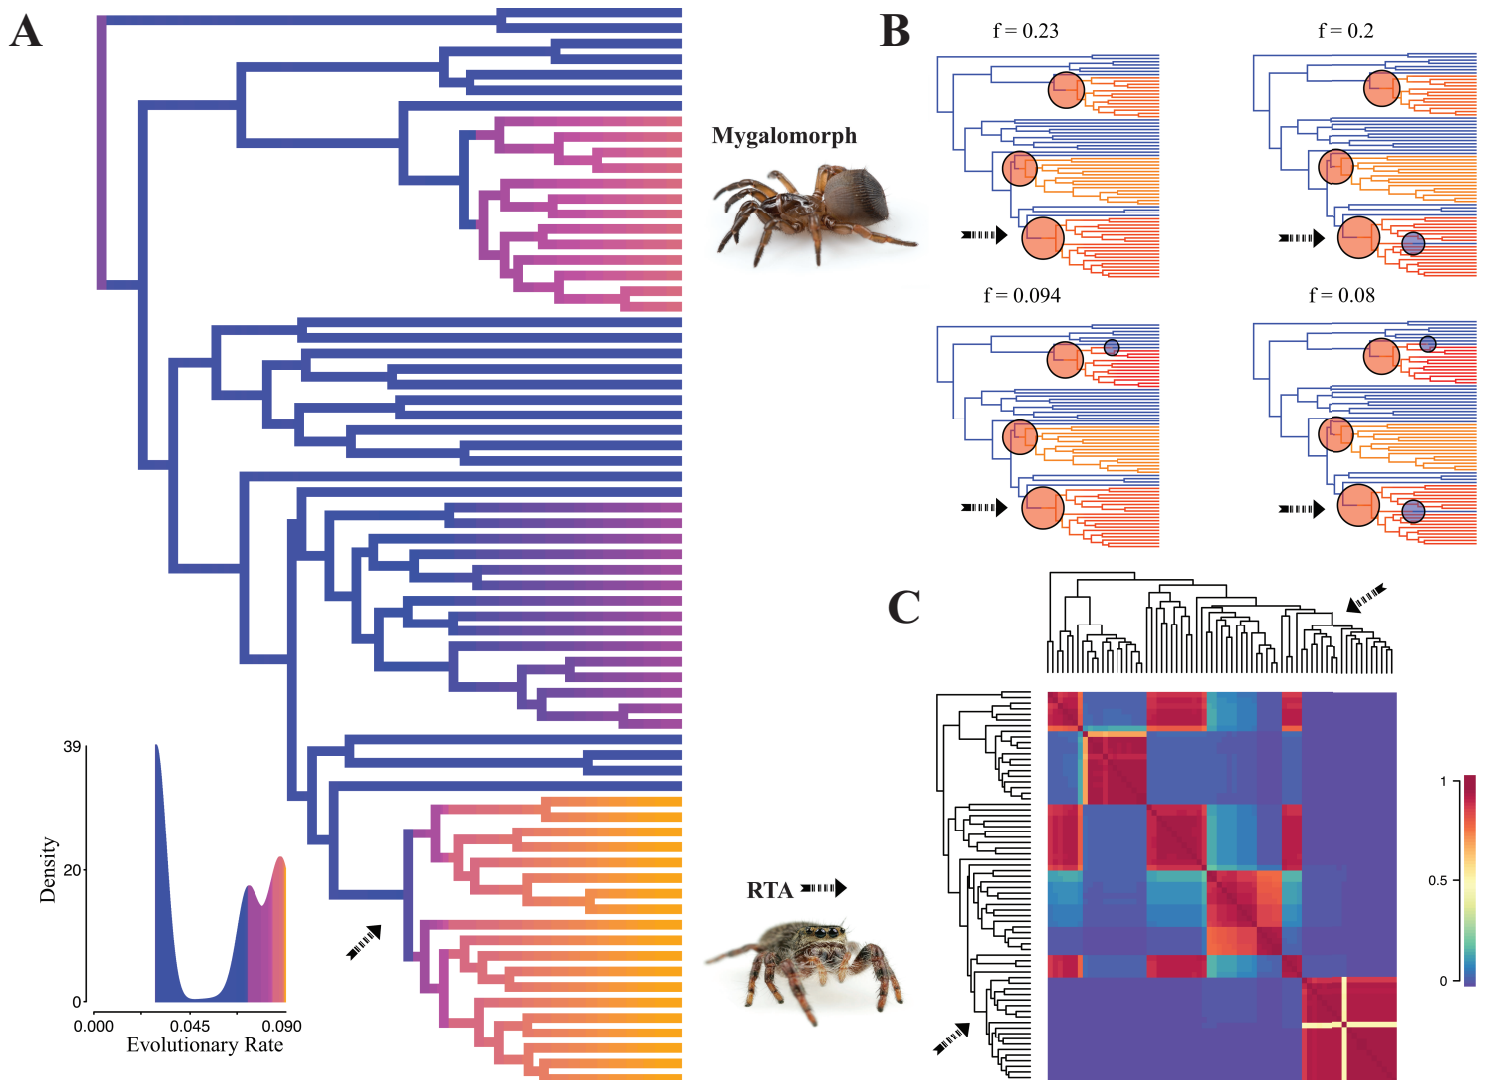 A
B
f = 0.23
f = 0.2
Mygalomorph
f = 0.094
f = 0.08
C
39
20
0
Density
0.000
0.045
0.090
Evolutionary Rate
RTA
1
0.5
0